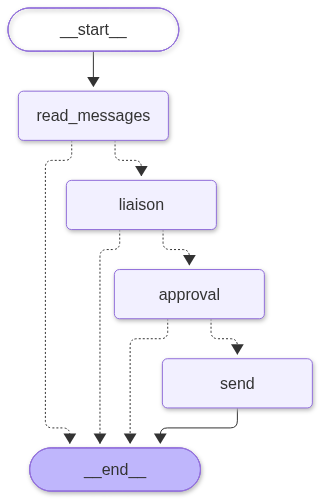 __start__
read_messages
liaison
approval
send
__end__